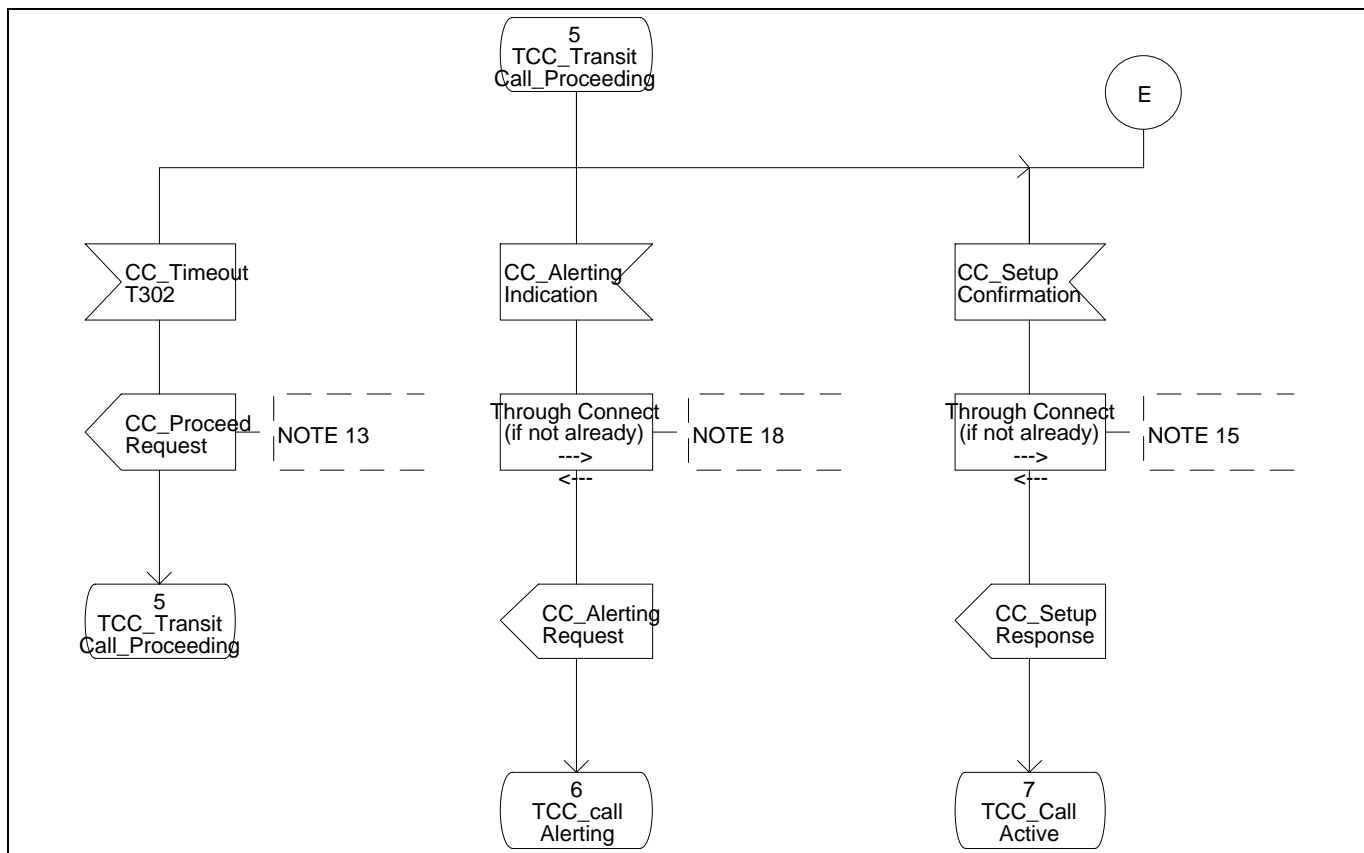 5
TCC_Transit
Call_Proceeding
E
CC_Timeout
T302
CC_Alerting
Indication
CC_Setup
Confirmation
CC_Proceed
Request
NOTE 13
Through Connect
(if not already)
--->
<---
NOTE 18
Through Connect
(if not already)
--->
<---
NOTE 15
5
TCC_Transit
Call_Proceeding
CC_Alerting
Request
CC_Setup
Response
6
TCC_call
Alerting
7
TCC_Call
Active